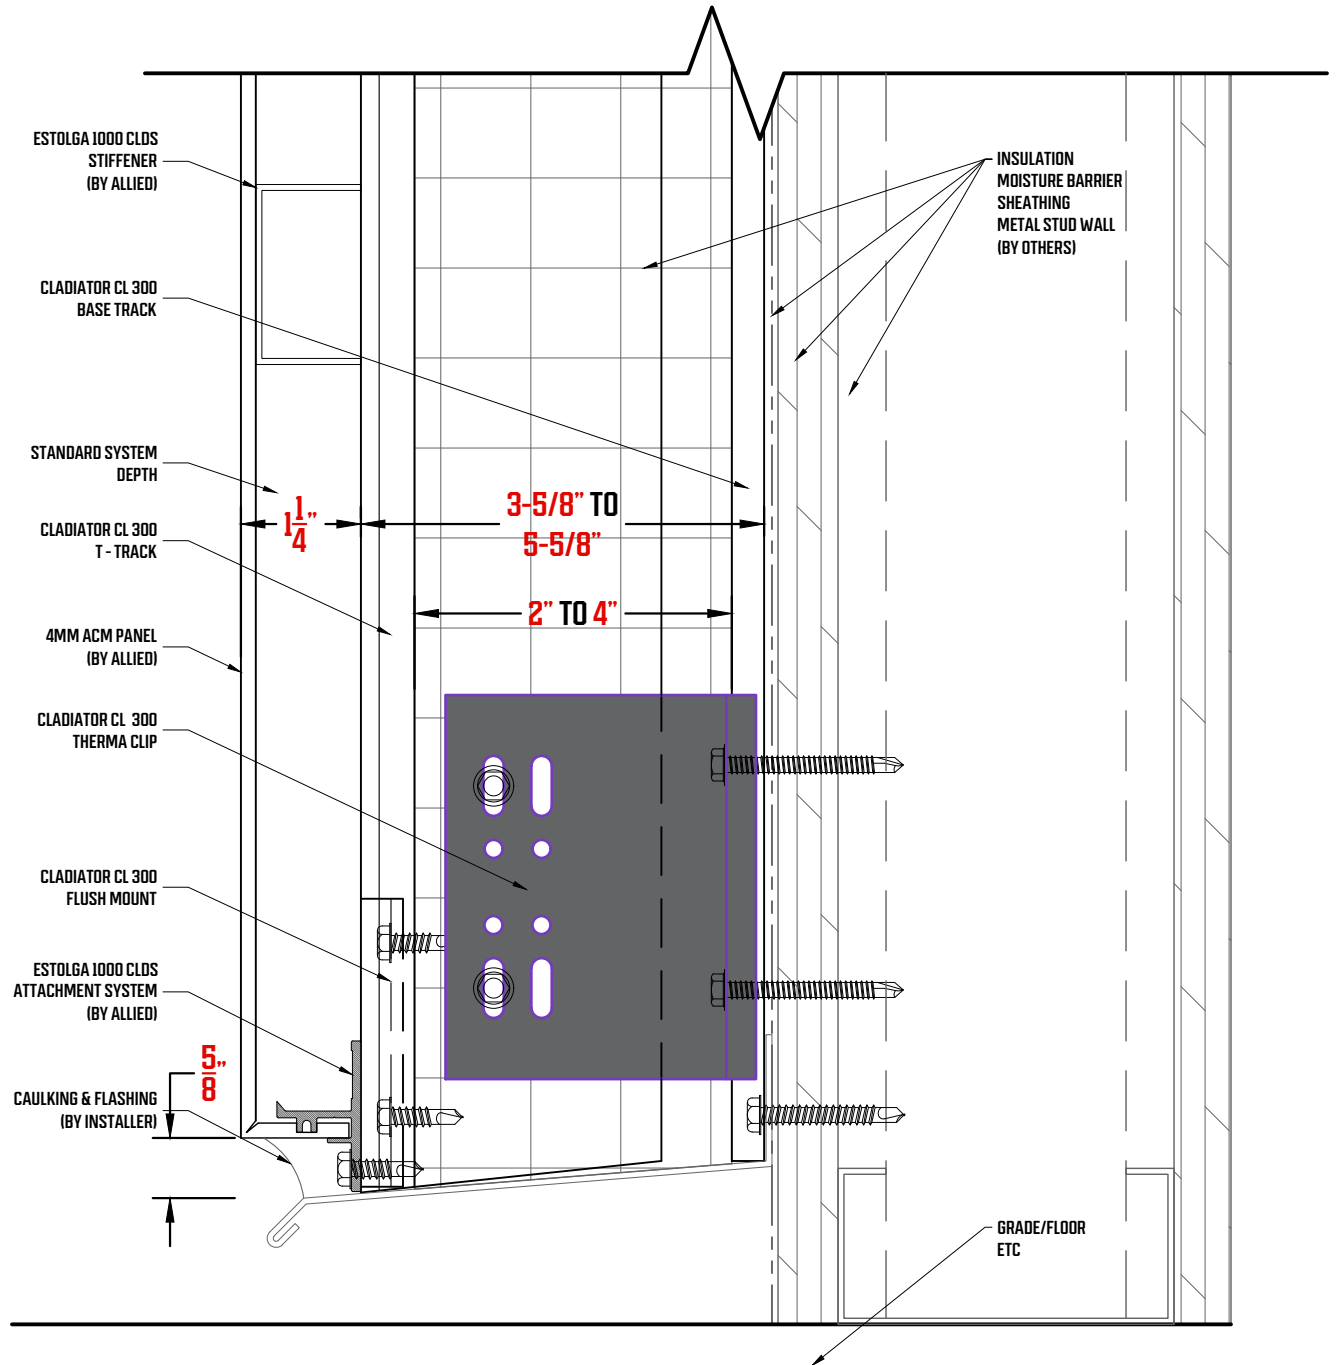 ESTOLGA 1000 CLDS
STIFFENER
(BY ALLIED)
INSULATION
MOISTURE BARRIER
SHEATHING
METAL STUD WALL
(BY OTHERS)
CLADIATOR CL 300
BASE TRACK
STANDARD SYSTEM
DEPTH
1 1/4"
3-5/8" TO
5-5/8"
CLADIATOR CL 300
T - TRACK
2" TO 4"
4MM ACM PANEL
(BY ALLIED)
CLADIATOR CL 300
THERMA CLIP
CLADIATOR CL 300
FLUSH MOUNT
ESTOLGA 1000 CLDS
ATTACHMENT SYSTEM
(BY ALLIED)
5/8"
CAULKING & FLASHING
(BY INSTALLER)
GRADE/FLOOR
ETC